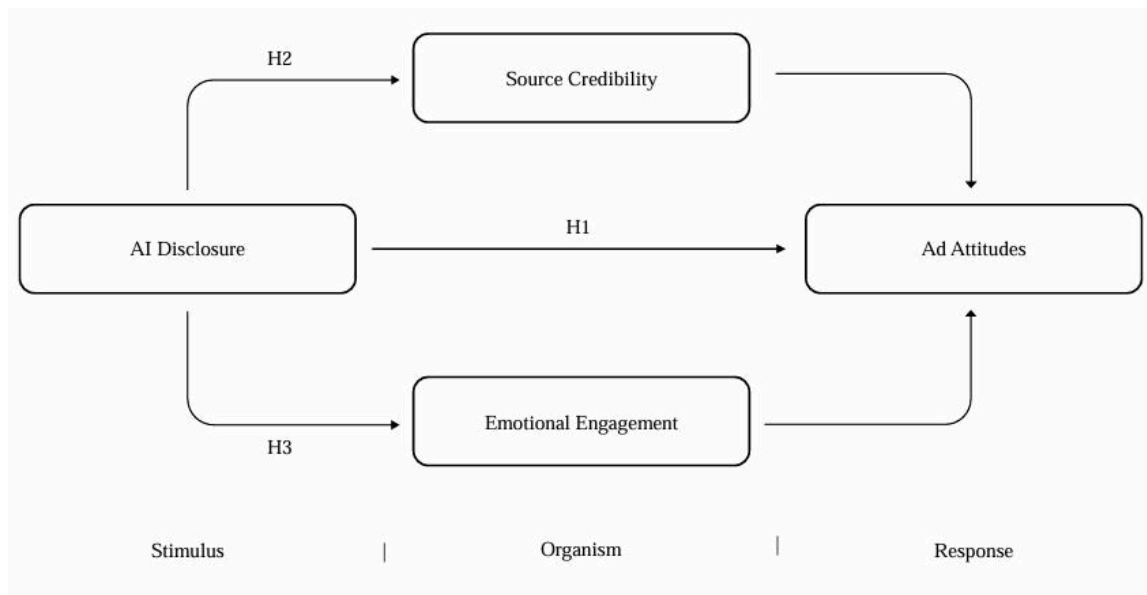 H2
Source Credibility
H1
AI Disclosure
Ad Attitudes
Emotional Engagement
H3
Stimulus | Organism | Response